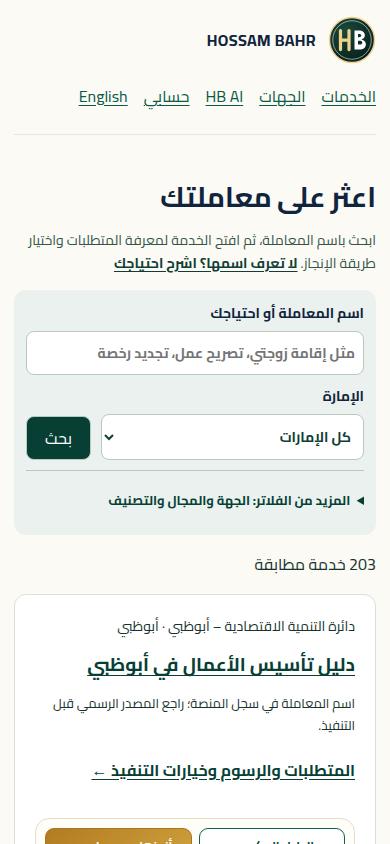 HOSSAM BAHR HB
الخدمات الجهات HB AI حسابي English
اعثر على معاملتك
ابحث باسم المعاملة، ثم افتح الخدمة لمعرفة المتطلبات واختيار
طريقة الإنجاز. لا تعرف اسمها؟ اشرح احتياجك
اسم المعاملة أو احتياجك
مثل إقامة زوجتي، تصريح عمل، تجديد رخصة
الإمارة
كل الإمارات
بحث
المزيد من الفلاتر: الجهة والمجال والتصنيف
203 خدمة مطابقة
دائرة التنمية الاقتصادية – أبوظبي · أبوظبي
دليل تأسيس الأعمال في أبوظبي
اسم المعاملة في سجل المنصة؛ راجع المصدر الرسمي قبل
التنفيذ.
المتطلبات والرسوم وخيارات التنفيذ ←